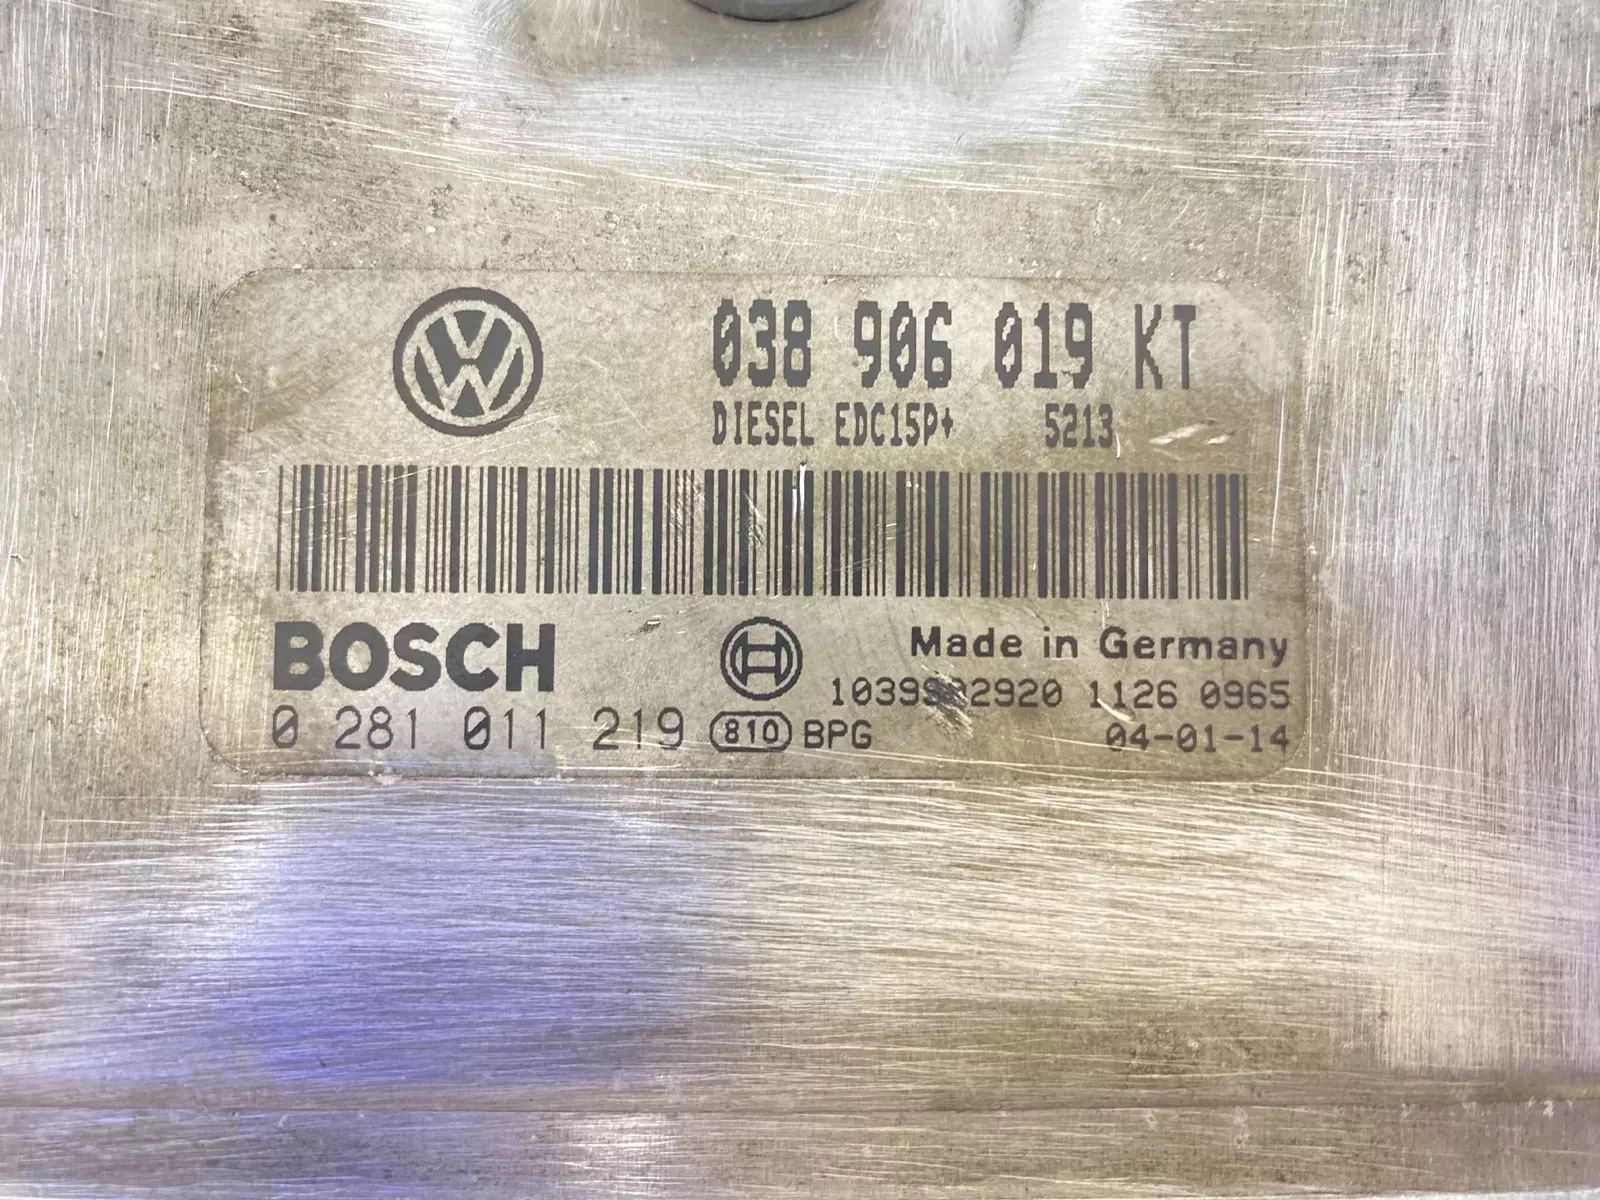 038 906 019 KT
DIESEL EDC15P+ 5213
BOSCH
Made in Germany
1126 0965
0 281 011 219 810 BPG
04-01-14